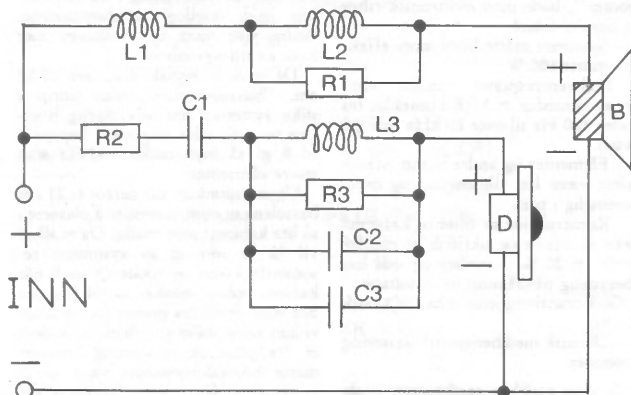 L1
L2
R1
+
B
C1
L3
R2
−
R3
+
D
C2
−
+
INN
C3
−